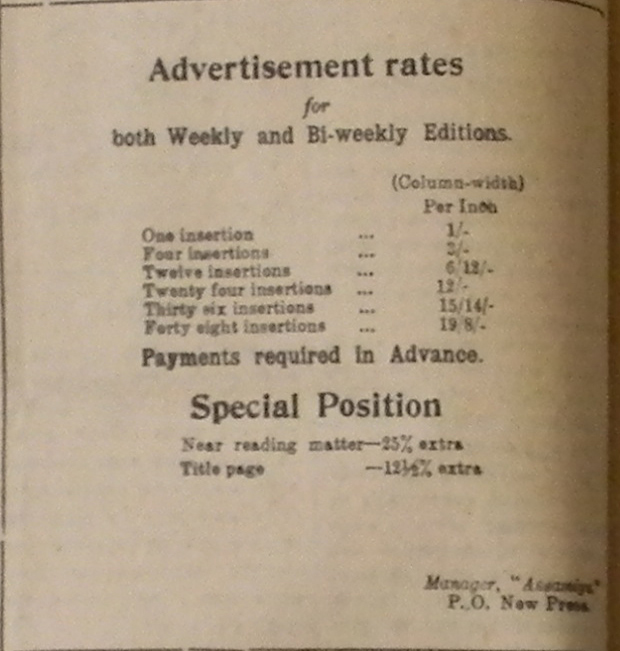 Advertisement rates
for
both Weekly and Bi-weekly Editions.
(Column-width)
Per Inch
One insertion ... 1/-
Four insertions ... 3/-
Twelve insertions ... 6/12/-
Twenty four insertions ... 12/-
Thirty six insertions ... 15/14/-
Forty eight insertions ... 19/8/-
Payments required in Advance.
Special Position
Near reading matter—25% extra
Title page —12½% extra
Manager, "Assamiya"
P.O. New Press